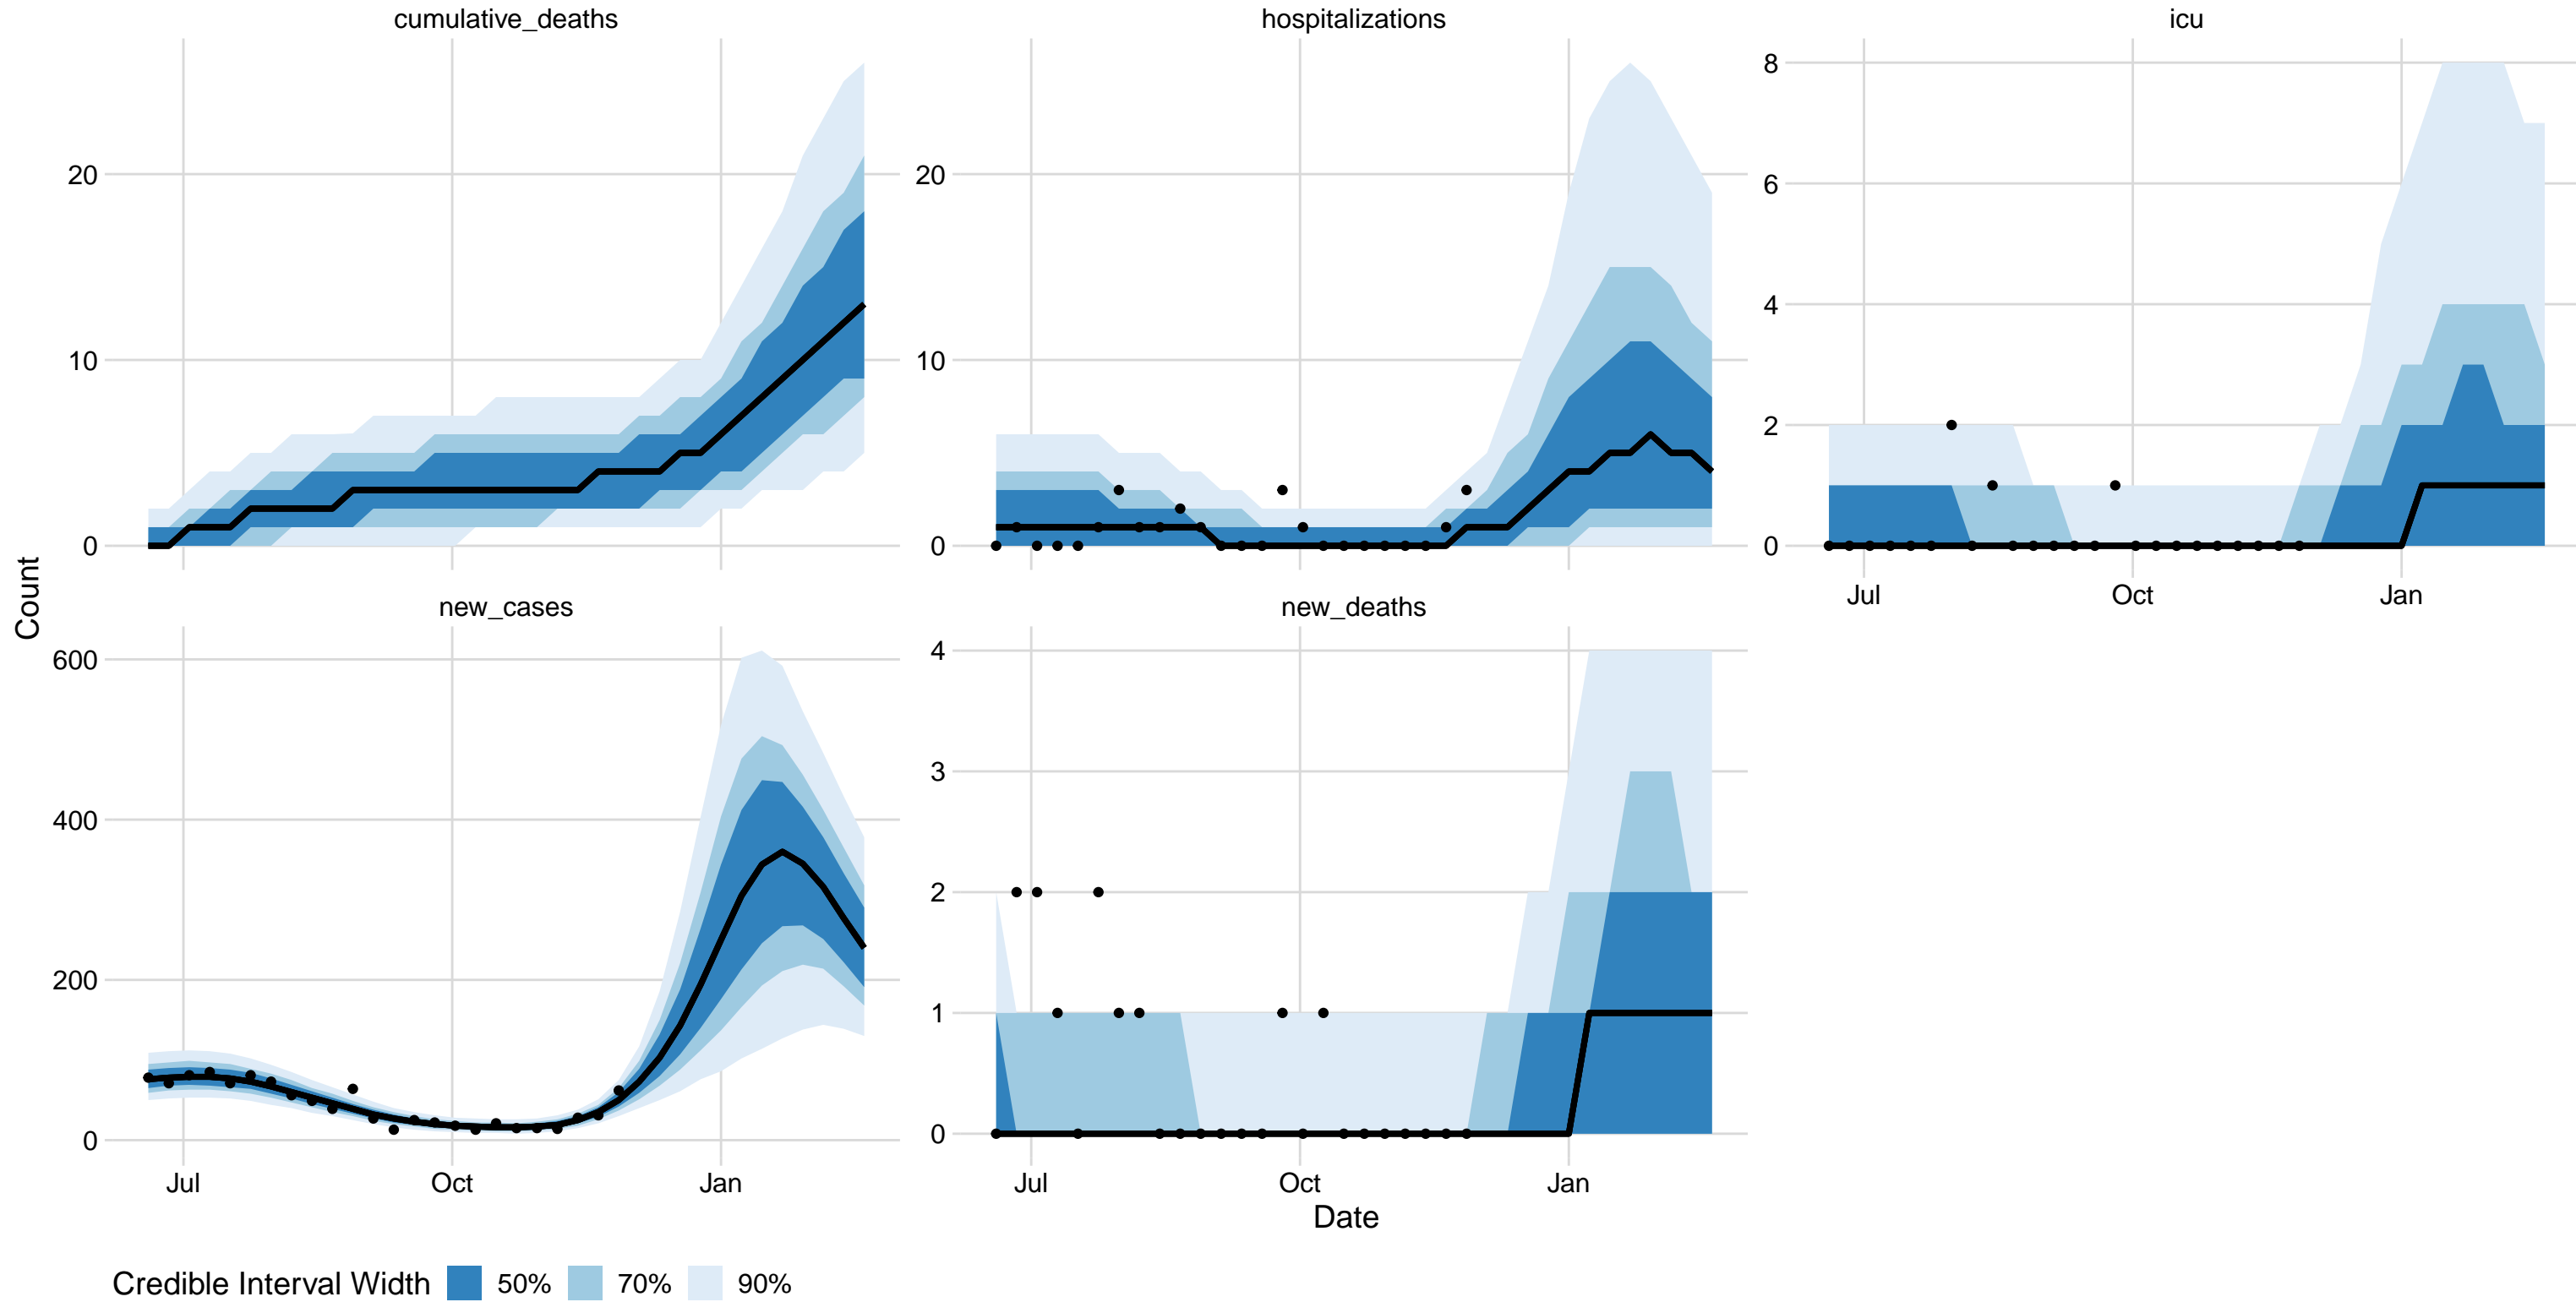 cumulative_deaths
hospitalizations
icu
20
10
0
20
10
0
8
6
4
2
0
Jul
Oct
Jan
Count
new_cases
new_deaths
600
400
200
0
4
3
2
1
0
Jul
Oct
Jan
Jul
Oct
Jan
Date
Credible Interval Width
50%
70%
90%